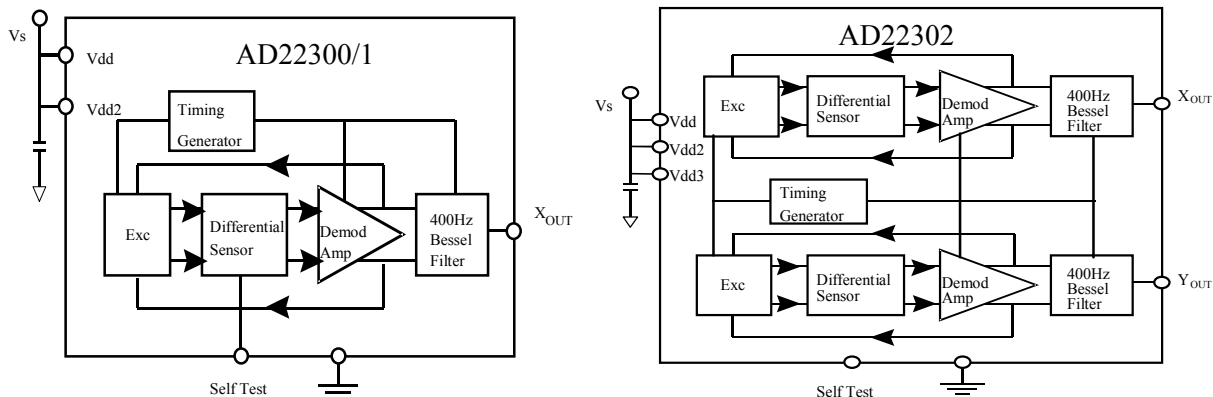 AD22300/1
Vs
Vdd
Vdd2
Timing
Generator
Exc
Differential
Sensor
Demod
Amp
400Hz
Bessel
Filter
XOUT
Self Test
AD22302
Vs
Vdd
Vdd2
Vdd3
Exc
Differential
Sensor
Demod
Amp
400Hz
Bessel
Filter
XOUT
Timing
Generator
Exc
Differential
Sensor
Demod
Amp
400Hz
Bessel
Filter
YOUT
Self Test